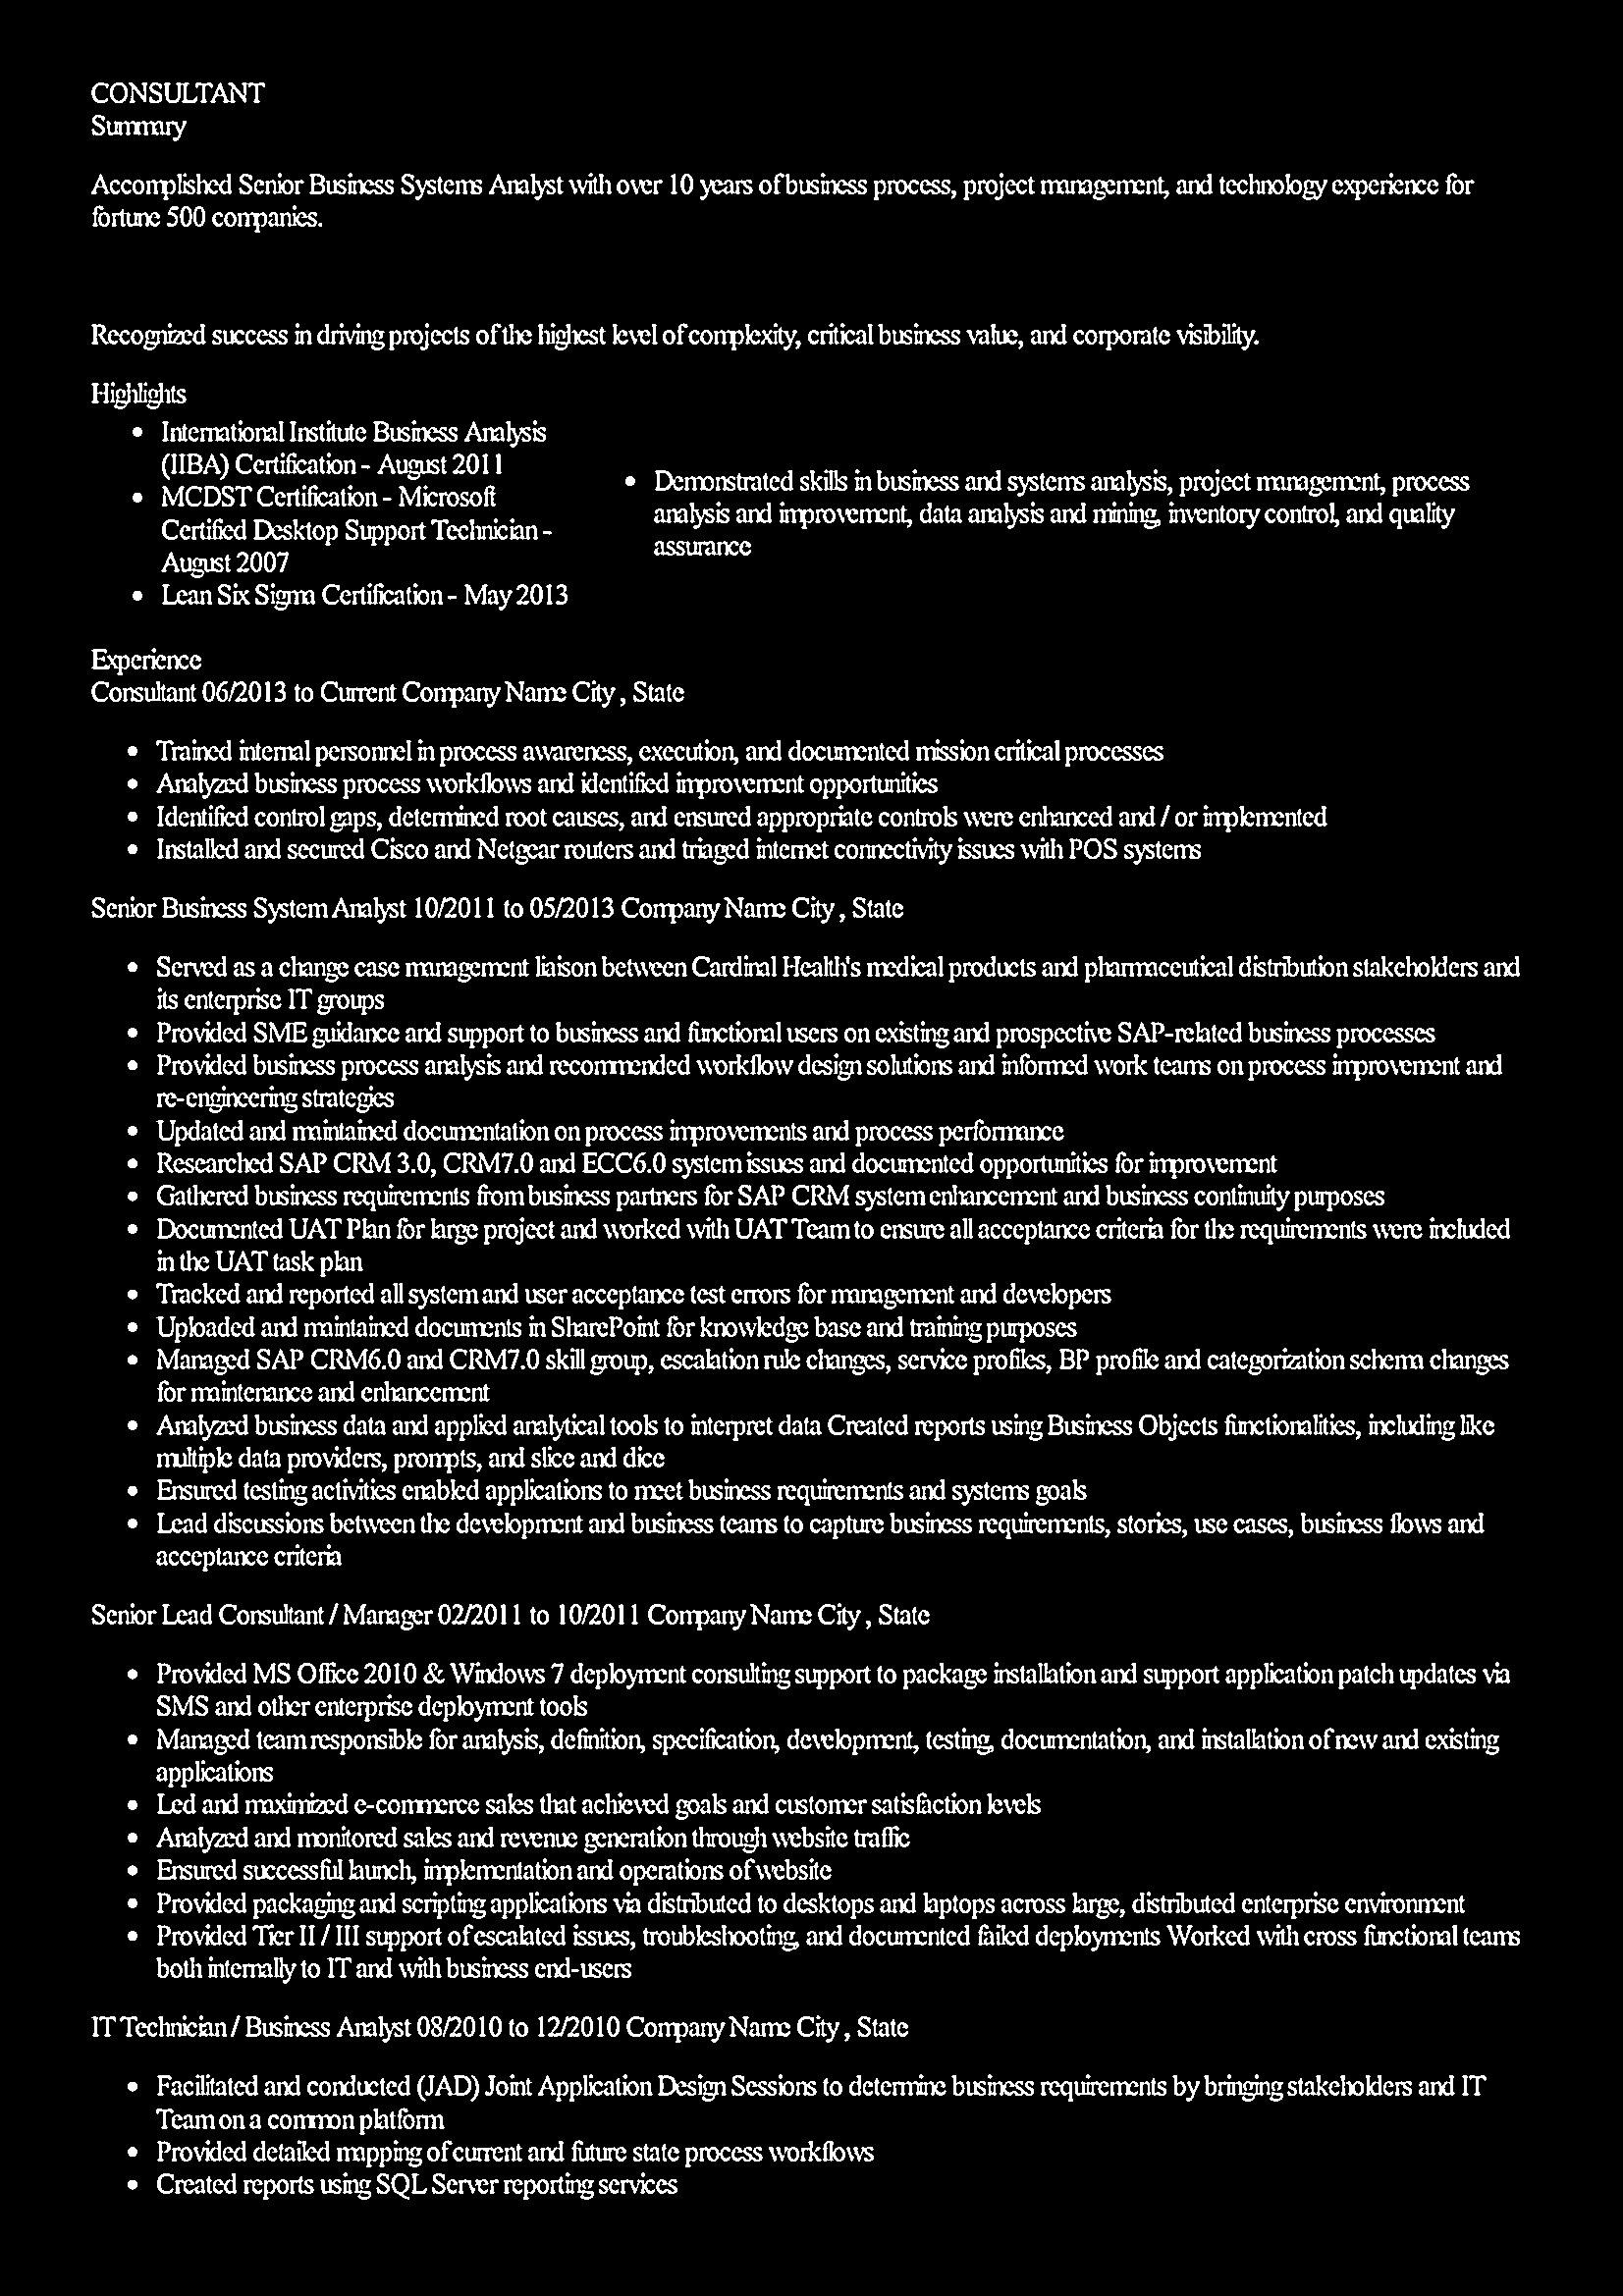 CONSULTANT
Summary
Accomplished Senior Business Systems Analyst with over 10 years of business process, project management, and technology experience for
fortune 500 companies.
Recognized success in driving projects of the highest level of complexity, critical business value, and corporate visibility.
Highlights
• International Institute Business Analysis
(IIBA) Certification - August 2011
• MCDST Certification - Microsoft
Certified Desktop Support Technician -
August 2007
• Lean Six Sigma Certification - May 2013
• Demonstrated skills in business and systems analysis, project management, process
analysis and improvement, data analysis and mining, inventory control, and quality
assurance
Experience
Consultant 06/2013 to Current Company Name City , State
• Trained internal personnel in process awareness, execution, and documented mission critical processes
• Analyzed business process workflows and identified improvement opportunities
• Identified control gaps, determined root causes, and ensured appropriate controls were enhanced and / or implemented
• Installed and secured Cisco and Netgear routers and triaged internet connectivity issues with POS systems
Senior Business System Analyst 10/2011 to 05/2013 Company Name City , State
• Served as a change case management liaison between Cardinal Health's medical products and pharmaceutical distribution stakeholders and
its enterprise IT groups
• Provided SME guidance and support to business and functional users on existing and prospective SAP-related business processes
• Provided business process analysis and recommended workflow design solutions and informed work teams on process improvement and
re-engineering strategies
• Updated and maintained documentation on process improvements and process performance
• Researched SAP CRM 3.0, CRM7.0 and ECC6.0 system issues and documented opportunities for improvement
• Gathered business requirements from business partners for SAP CRM system enhancement and business continuity purposes
• Documented UAT Plan for large project and worked with UAT Team to ensure all acceptance criteria for the requirements were included
in the UAT task plan
• Tracked and reported all system and user acceptance test errors for management and developers
• Uploaded and maintained documents in SharePoint for knowledge base and training purposes
• Managed SAP CRM6.0 and CRM7.0 skill group, escalation rule changes, service profiles, BP profile and categorization schema changes
for maintenance and enhancement
• Analyzed business data and applied analytical tools to interpret data Created reports using Business Objects functionalities, including like
multiple data providers, prompts, and slice and dice
• Ensured testing activities enabled applications to meet business requirements and systems goals
• Lead discussions between the development and business teams to capture business requirements, stories, use cases, business flows and
acceptance criteria
Senior Lead Consultant / Manager 02/2011 to 10/2011 Company Name City , State
• Provided MS Office 2010 & Windows 7 deployment consulting support to package installation and support application patch updates via
SMS and other enterprise deployment tools
• Managed team responsible for analysis, definition, specification, development, testing, documentation, and installation of new and existing
applications
• Led and maximized e-commerce sales that achieved goals and customer satisfaction levels
• Analyzed and monitored sales and revenue generation through website traffic
• Ensured successful launch, implementation and operations of website
• Provided packaging and scripting applications via distributed to desktops and laptops across large, distributed enterprise environment
• Provided Tier II / III support of escalated issues, troubleshooting, and documented failed deployments Worked with cross functional teams
both internally to IT and with business end-users
IT Technician / Business Analyst 08/2010 to 12/2010 Company Name City , State
• Facilitated and conducted (JAD) Joint Application Design Sessions to determine business requirements by bringing stakeholders and IT
Team on a common platform
• Provided detailed mapping of current and future state process workflows
• Created reports using SQL Server reporting services